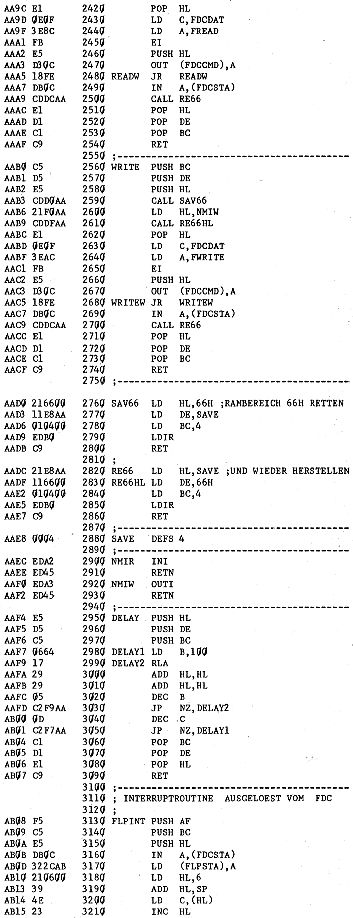 AA9C E1 2420 POP HL
AA9D 0E0F 2430 LD C,FDCDAT
AA9F 3E8C 2440 LD A,FREAD
AAA1 FB 2450 EI
AAA2 E5 2460 PUSH HL
AAA3 D30C 2470 OUT (FDCCMD),A
AAA5 18FE 2480 READW JR READW
AAA7 DB0C 2490 IN A,(FDCSTA)
AAA9 CDDCAA 2500 CALL RE66
AAAC E1 2510 POP HL
AAAD D1 2520 POP DE
AAAE C1 2530 POP BC
AAAF C9 2540 RET
2550 ;----------------------------------
AAB0 C5 2560 WRITE PUSH BC
AAB1 D5 2570 PUSH DE
AAB2 E5 2580 PUSH HL
AAB3 CDD0AA 2590 CALL SAV66
AAB6 21F0AA 2600 LD HL,NMIW
AAB9 CDDFAA 2610 CALL RE66HL
AABC E1 2620 POP HL
AABD 0E0F 2630 LD C,FDCDAT
AABF 3EAC 2640 LD A,FWRITE
AAC1 FB 2650 EI
AAC2 E5 2660 PUSH HL
AAC3 D30C 2670 OUT (FDCCMD),A
AAC5 18FE 2680 WRITEW JR WRITEW
AAC7 DB0C 2690 IN A,(FDCSTA)
AAC9 CDDCAA 2700 CALL RE66
AACC E1 2710 POP HL
AACD D1 2720 POP DE
AACE C1 2730 POP BC
AACF C9 2740 RET
2750 ;----------------------------------
AAD0 216600 2760 SAV66 LD HL,66H ;RAMBEREICH 66H RETTEN
AAD3 11E8AA 2770 LD DE,SAVE
AAD6 010400 2780 LD BC,4
AAD9 EDB0 2790 LDIR
AADB C9 2800 RET
2810 ;
AADC 21E8AA 2820 RE66 LD HL,SAVE ;UND WIEDER HERSTELLEN
AADF 116600 2830 RE66HL LD DE,66H
AAE2 010400 2840 LD BC,4
AAE5 EDB0 2850 LDIR
AAE7 C9 2860 RET
2870 ;----------------------------------
AAE8 0004 2880 SAVE DEFS 4
2890 ;----------------------------------
AAEC EDA2 2900 NMIR INI
AAEE ED45 2910 RETN
AAF0 EDA3 2920 NMIW OUTI
AAF2 ED45 2930 RETN
2940 ;----------------------------------
AAF4 E5 2950 DELAY PUSH HL
AAF5 D5 2960 PUSH DE
AAF6 C5 2970 PUSH BC
AAF7 0664 2980 DELAY1 LD B,100
AAF9 17 2990 DELAY2 RLA
AAFA 29 3000 ADD HL,HL
AAFB 29 3010 ADD HL,HL
AAFC 05 3020 DEC B
AAFD C2F9AA 3030 JP NZ,DELAY2
AB00 0D 3040 DEC C
AB01 C2F7AA 3050 JP NZ,DELAY1
AB04 C1 3060 POP BC
AB05 D1 3070 POP DE
AB06 E1 3080 POP HL
AB07 C9 3090 RET
3100 ;----------------------------------
3110 ; INTERRUPTROUTINE AUSGELOEST VOM FDC
3120 ;
AB08 F5 3130 FLPINT PUSH AF
AB09 C5 3140 PUSH BC
AB0A E5 3150 PUSH HL
AB0B DB0C 3160 IN A,(FDCSTA)
AB0D 322CAB 3170 LD (FLPSTA),A
AB10 210600 3180 LD HL,6
AB13 39 3190 ADD HL,SP
AB14 4E 3200 LD C,(HL)
AB15 23 3210 INC HL